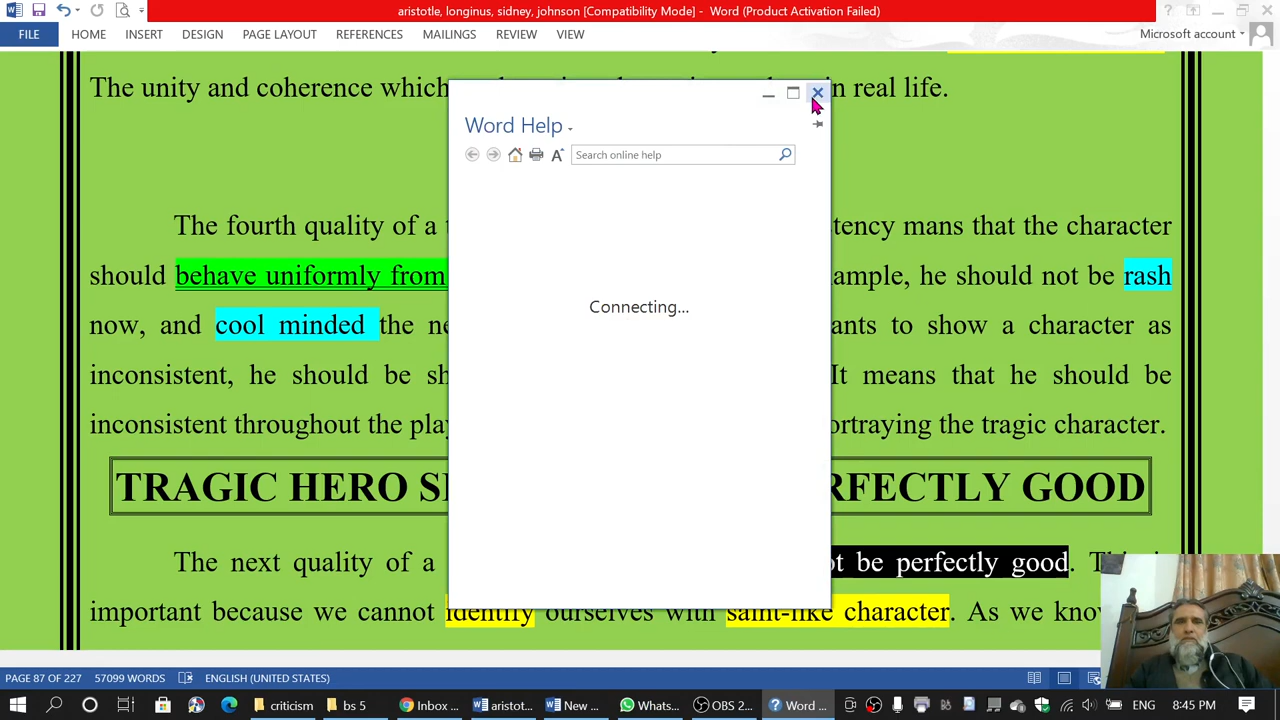 aristotle, longinus, sidney, johnson [Compatibility Mode] - Word (Product Activation Failed)
FILE HOME INSERT DESIGN PAGE LAYOUT REFERENCES MAILINGS REVIEW VIEW Microsoft account
The unity and coherence which in real life.
Word Help
Search online help
Connecting...
The fourth quality of a tency mans that the character
should behave uniformly from ample, he should not be rash
now, and cool minded the ants to show a character as
inconsistent, he should be It means that he should be
inconsistent throughout the ortraying the tragic character.
TRAGIC HERO RFECTLY GOOD
The next quality of a ot be perfectly good.
important because we cannot identify ourselves with saint-like character. As we
PAGE 87 OF 227 57099 WORDS ENGLISH (UNITED STATES)
criticism bs 5 Inbox ... aristot... New ... Whats... OBS 2... Word ... ENG 8:45 PM